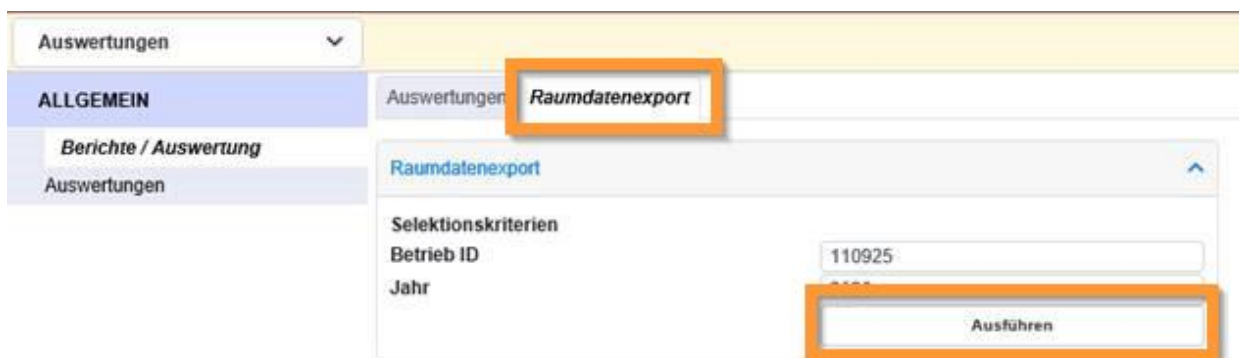 Auswertungen
ALLGEMEIN
Berichte / Auswertung
Auswertungen
Auswertungen Raumdatenexport
Raumdatenexport
Selektionskriterien
Betrieb ID 110925
Jahr
Ausführen